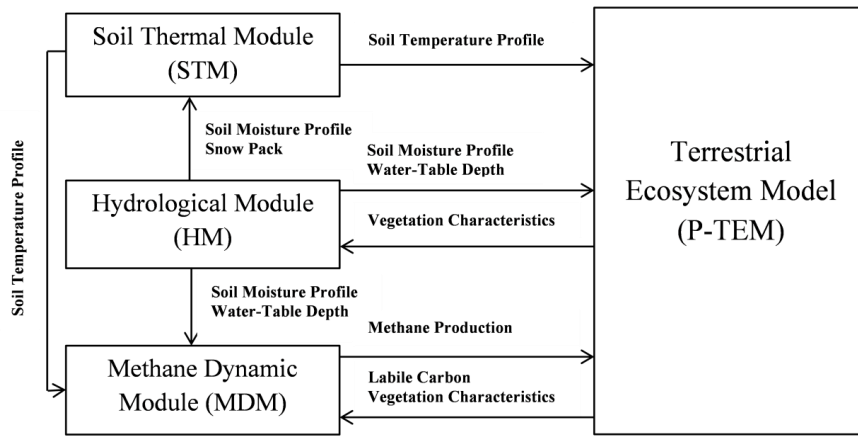 Soil Thermal Module
(STM)
Soil Temperature Profile
Soil Temperature Profile
Soil Moisture Profile
Snow Pack
Soil Moisture Profile
Water-Table Depth
Hydrological Module
(HM)
Vegetation Characteristics
Terrestrial
Ecosystem Model
(P-TEM)
Soil Moisture Profile
Water-Table Depth
Methane Production
Methane Dynamic
Module (MDM)
Labile Carbon
Vegetation Characteristics